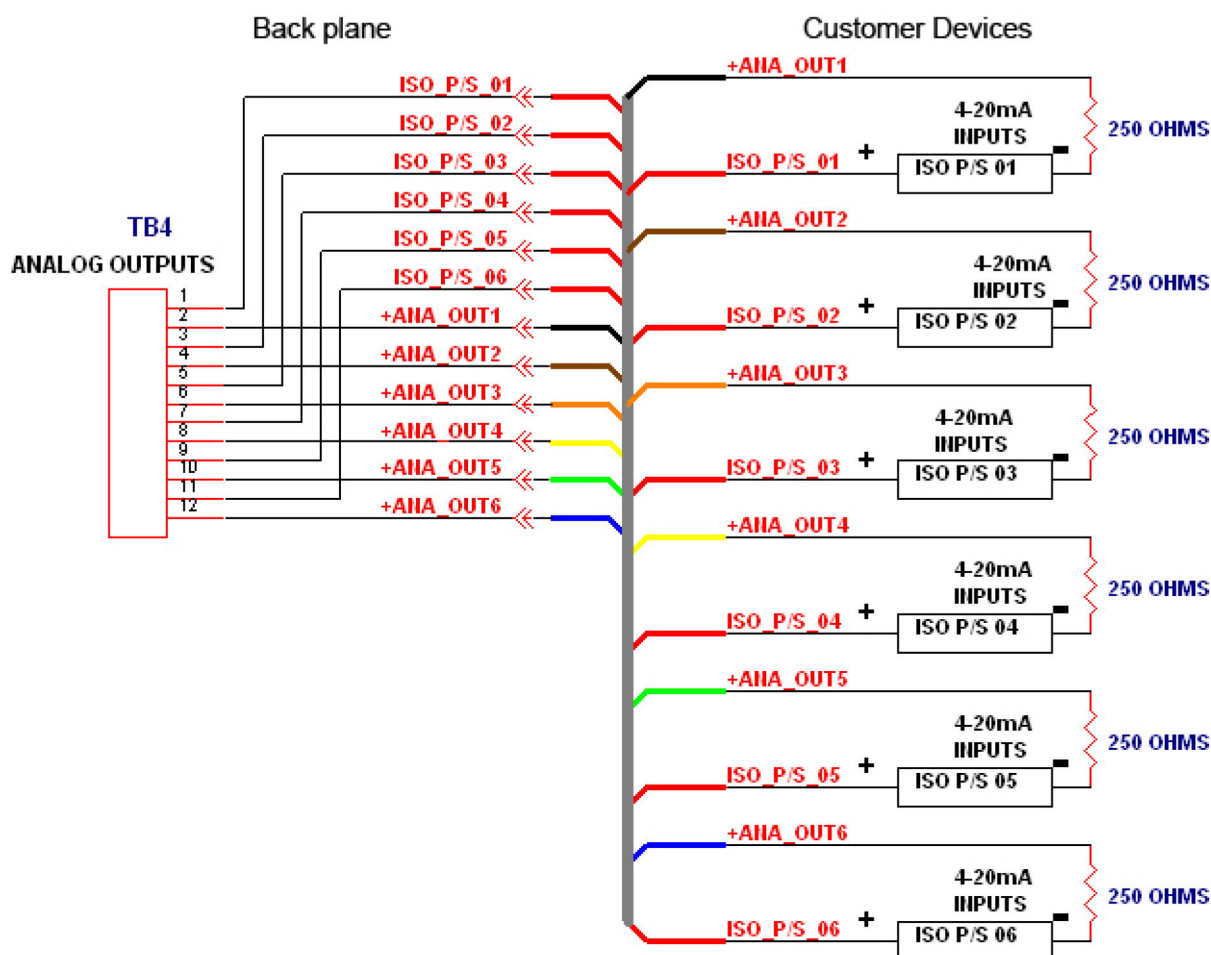 Back plane
Customer Devices
ISO_P/S_01
ISO_P/S_02
ISO_P/S_03
ISO_P/S_04
ISO_P/S_05
ISO_P/S_06
+ANA_OUT1
+ANA_OUT2
+ANA_OUT3
+ANA_OUT4
+ANA_OUT5
+ANA_OUT6
TB4
ANALOG OUTPUTS
1
2
3
4
5
6
7
8
9
10
11
12
+ANA_OUT1
4-20mA
INPUTS
250 OHMS
ISO_P/S_01
+
ISO P/S 01
-
+ANA_OUT2
4-20mA
INPUTS
250 OHMS
ISO_P/S_02
+
ISO P/S 02
-
+ANA_OUT3
4-20mA
INPUTS
250 OHMS
ISO_P/S_03
+
ISO P/S 03
-
+ANA_OUT4
4-20mA
INPUTS
250 OHMS
ISO_P/S_04
+
ISO P/S 04
-
+ANA_OUT5
4-20mA
INPUTS
250 OHMS
ISO_P/S_05
+
ISO P/S 05
-
+ANA_OUT6
4-20mA
INPUTS
250 OHMS
ISO_P/S_06
+
ISO P/S 06
-